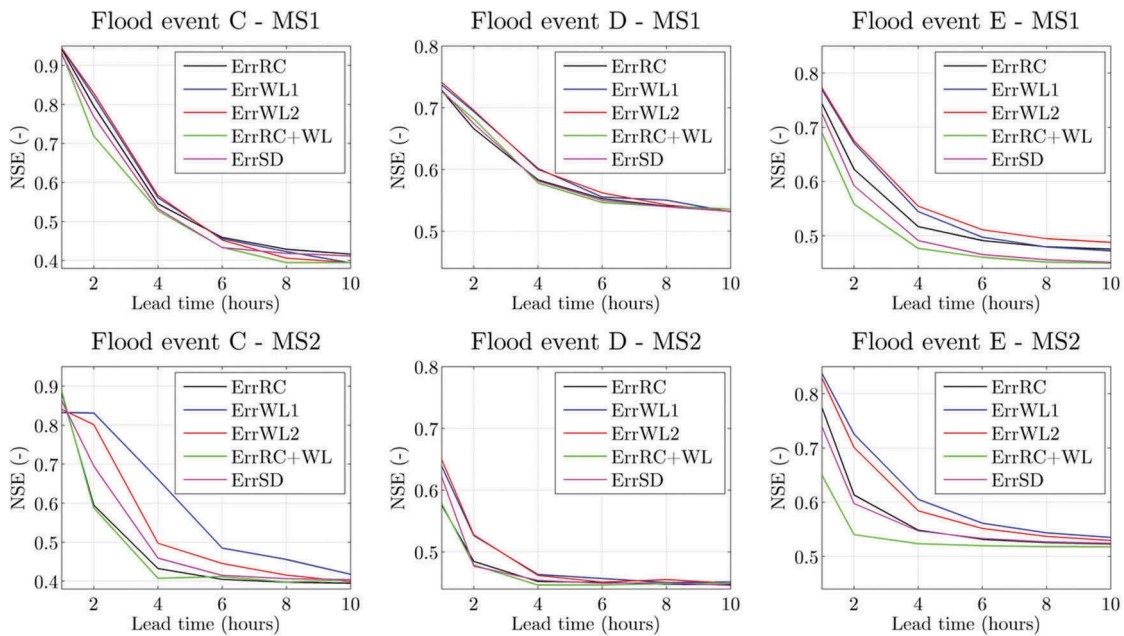 Flood event C - MS1
NSE (-)
0.9
0.8
0.7
0.6
0.5
0.4
ErrRC
ErrWL1
ErrWL2
ErrRC+WL
ErrSD
2 4 6 8 10
Lead time (hours)
Flood event D - MS1
NSE (-)
0.8
0.7
0.6
0.5
ErrRC
ErrWL1
ErrWL2
ErrRC+WL
ErrSD
2 4 6 8 10
Lead time (hours)
Flood event E - MS1
NSE (-)
0.8
0.7
0.6
0.5
ErrRC
ErrWL1
ErrWL2
ErrRC+WL
ErrSD
2 4 6 8 10
Lead time (hours)
Flood event C - MS2
NSE (-)
0.9
0.8
0.7
0.6
0.5
0.4
ErrRC
ErrWL1
ErrWL2
ErrRC+WL
ErrSD
2 4 6 8 10
Lead time (hours)
Flood event D - MS2
NSE (-)
0.8
0.7
0.6
0.5
ErrRC
ErrWL1
ErrWL2
ErrRC+WL
ErrSD
2 4 6 8 10
Lead time (hours)
Flood event E - MS2
NSE (-)
0.8
0.7
0.6
0.5
ErrRC
ErrWL1
ErrWL2
ErrRC+WL
ErrSD
2 4 6 8 10
Lead time (hours)